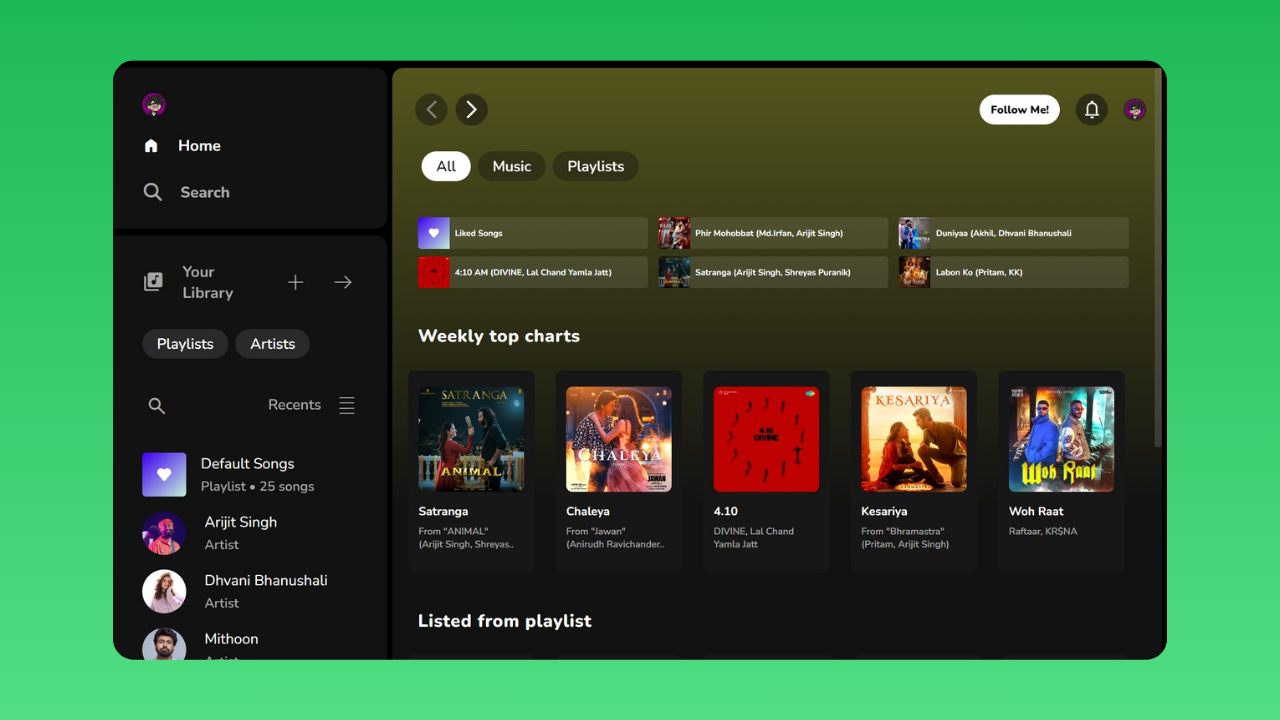 Home
Search
Your
Library
Playlists
Artists
Recents
Default Songs
Playlist • 25 songs
Arijit Singh
Artist
Dhvani Bhanushali
Artist
Mithoon
Artist
Follow Me!
All
Music
Playlists
Liked Songs
Phir Mohobbat (Md.Irfan, Arijit Singh)
Duniyaa (Akhil, Dhvani Bhanushali
4:10 AM (DIVINE, Lal Chand Yamla Jatt)
Satranga (Arijit Singh, Shreyas Puranik)
Labon Ko (Pritam, KK)
Weekly top charts
SATRANGA
ANIMAL
Satranga
From "ANIMAL"
(Arijit Singh, Shreyas..
CHALEYA
JAWAN
Chaleya
From "Jawan"
(Anirudh Ravichander..
4.10
DIVINE
4.10
DIVINE, Lal Chand
Yamla Jatt
KESARIYA
Kesariya
From "Bhramastra"
(Pritam, Arijit Singh)
Woh Raat
Woh Raat
Raftaar, KR$NA
Listed from playlist